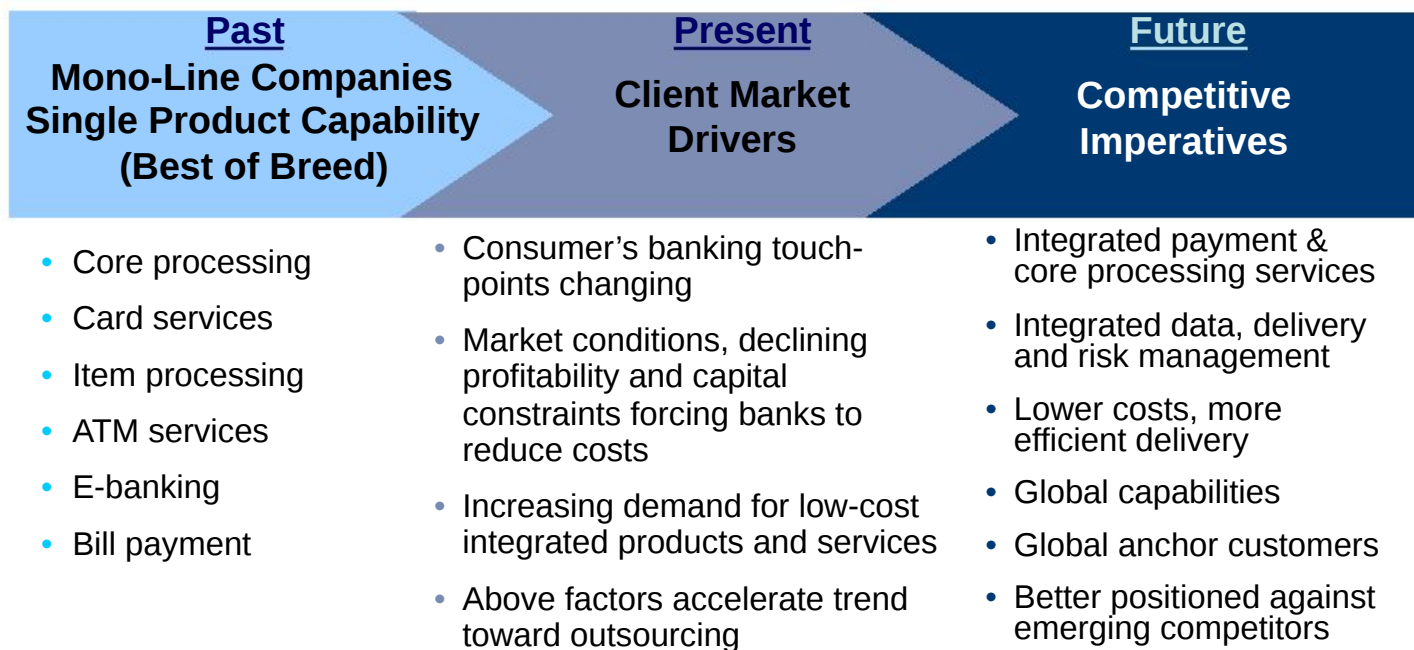 Past
Mono-Line Companies
Single Product Capability
(Best of Breed)
Present
Client Market
Drivers
Future
Competitive
Imperatives
• Core processing
• Card services
• Item processing
• ATM services
• E-banking
• Bill payment
• Consumer’s banking touch-
points changing
• Market conditions, declining
profitability and capital
constraints forcing banks to
reduce costs
• Increasing demand for low-cost
integrated products and services
• Above factors accelerate trend
toward outsourcing
• Integrated payment &
core processing services
• Integrated data, delivery
and risk management
• Lower costs, more
efficient delivery
• Global capabilities
• Global anchor customers
• Better positioned against
emerging competitors